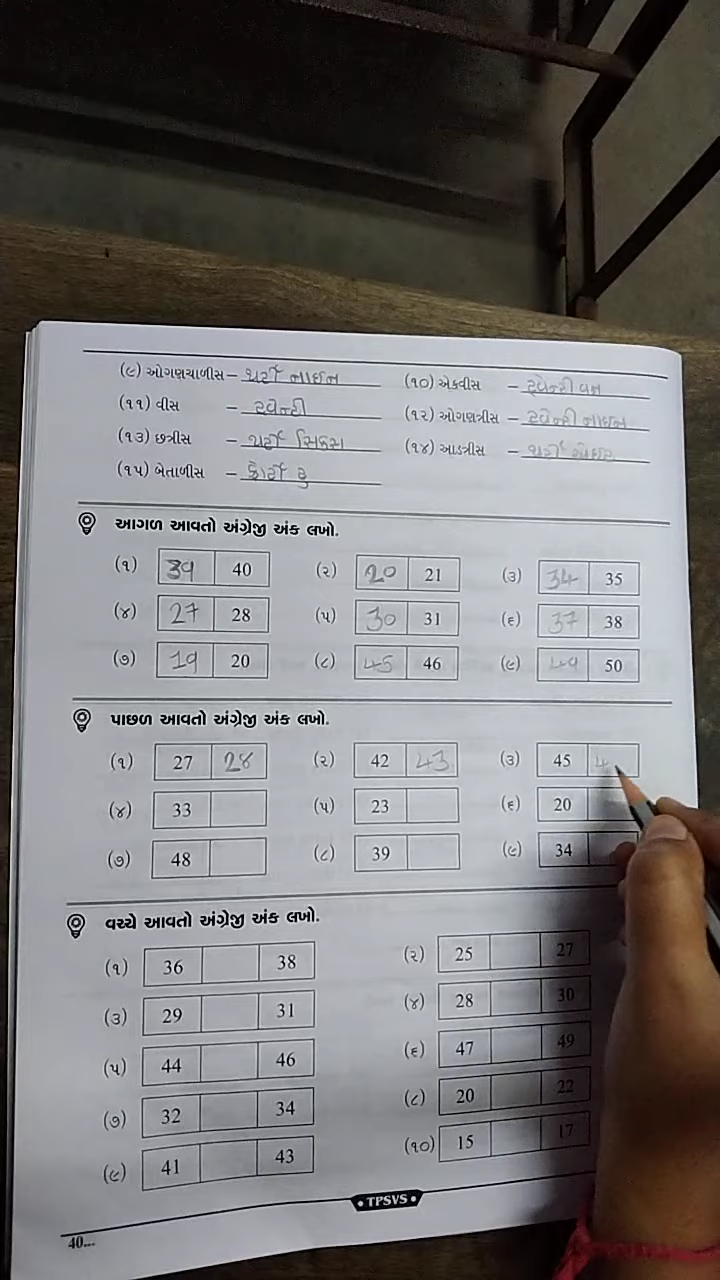 (૯) ઓગણચાળીસ – થર્ટી નાઈન (૧૦) એકવીસ – ટ્વેન્ટી વન
(૧૧) વીસ – ટ્વેન્ટી (૧૨) ઓગણત્રીસ – ટ્વેન્ટી નાઈન
(૧૩) છત્રીસ – થર્ટી સિક્સ (૧૪) આડત્રીસ – થર્ટી એઈટ
(૧૫) બેતાળીસ – ફોર્ટી ટુ
આગળ આવતો અંગ્રેજી અંક લખો.
(૧) 39 40 (૨) 20 21 (૩) 34 35
(૪) 27 28 (૫) 30 31 (૬) 37 38
(૭) 19 20 (૮) 45 46 (૯) 49 50
પાછળ આવતો અંગ્રેજી અંક લખો.
(૧) 27 28 (૨) 42 43 (૩) 45 4
(૪) 33 (૫) 23 (૬) 20
(૭) 48 (૮) 39 (૯) 34
વચ્ચે આવતો અંગ્રેજી અંક લખો.
(૧) 36 38 (૨) 25 27
(૩) 29 31 (૪) 28 30
(૫) 44 46 (૬) 47 49
(૭) 32 34 (૮) 20 22
(૯) 41 43 (૧૦) 15 17
• TPSVS •
40...